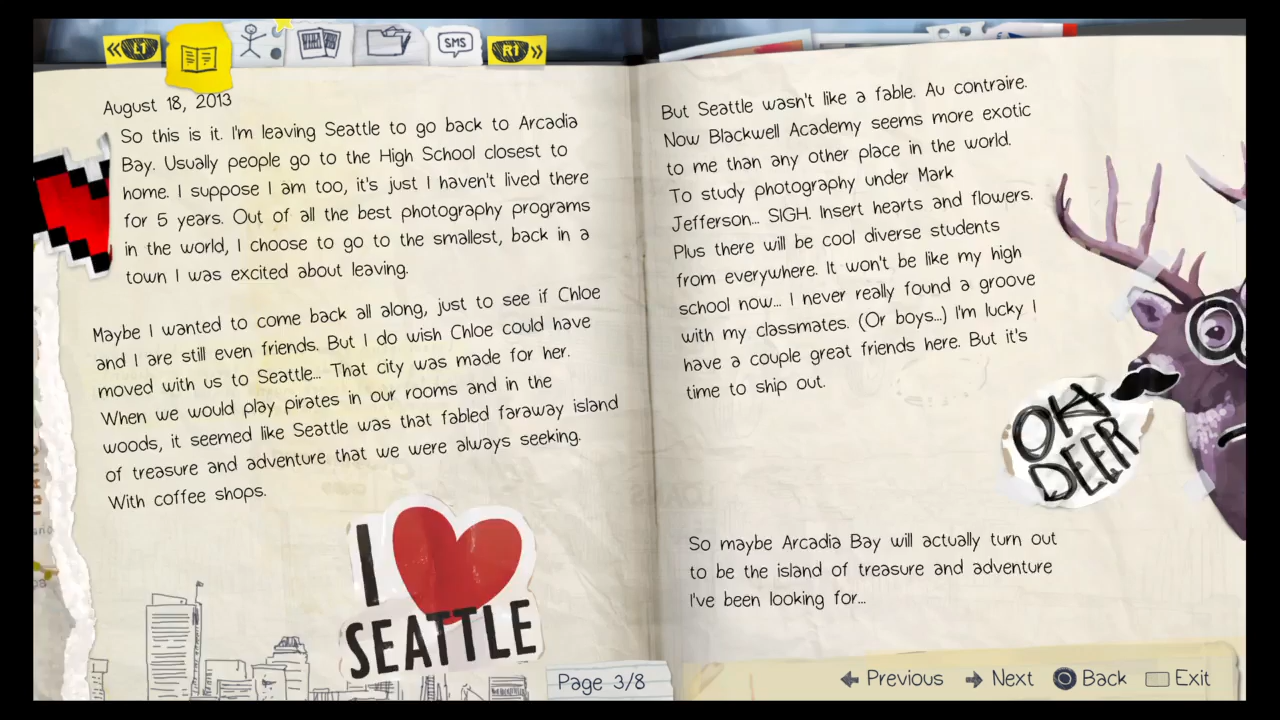 L1
SMS
R1
August 18, 2013
So this is it. I'm leaving Seattle to go back to Arcadia
Bay. Usually people go to the High School closest to
home. I suppose I am too, it's just I haven't lived there
for 5 years. Out of all the best photography programs
in the world, I choose to go to the smallest, back in a
town I was excited about leaving.
Maybe I wanted to come back all along, just to see if Chloe
and I are still even friends. But I do wish Chloe could have
moved with us to Seattle... That city was made for her.
When we would play pirates in our rooms and in the
woods, it seemed like Seattle was that fabled faraway island
of treasure and adventure that we were always seeking.
With coffee shops.
I
SEATTLE
But Seattle wasn't like a fable. Au contraire.
Now Blackwell Academy seems more exotic
to me than any other place in the world.
To study photography under Mark
Jefferson... SIGH. Insert hearts and flowers.
Plus there will be cool diverse students
from everywhere. It won't be like my high
school now... I never really found a groove
with my classmates. (Or boys...) I'm lucky I
have a couple great friends here. But it's
time to ship out.
OH
DEER
So maybe Arcadia Bay will actually turn out
to be the island of treasure and adventure
I've been looking for...
Page 3/8
Previous
Next
Back
Exit